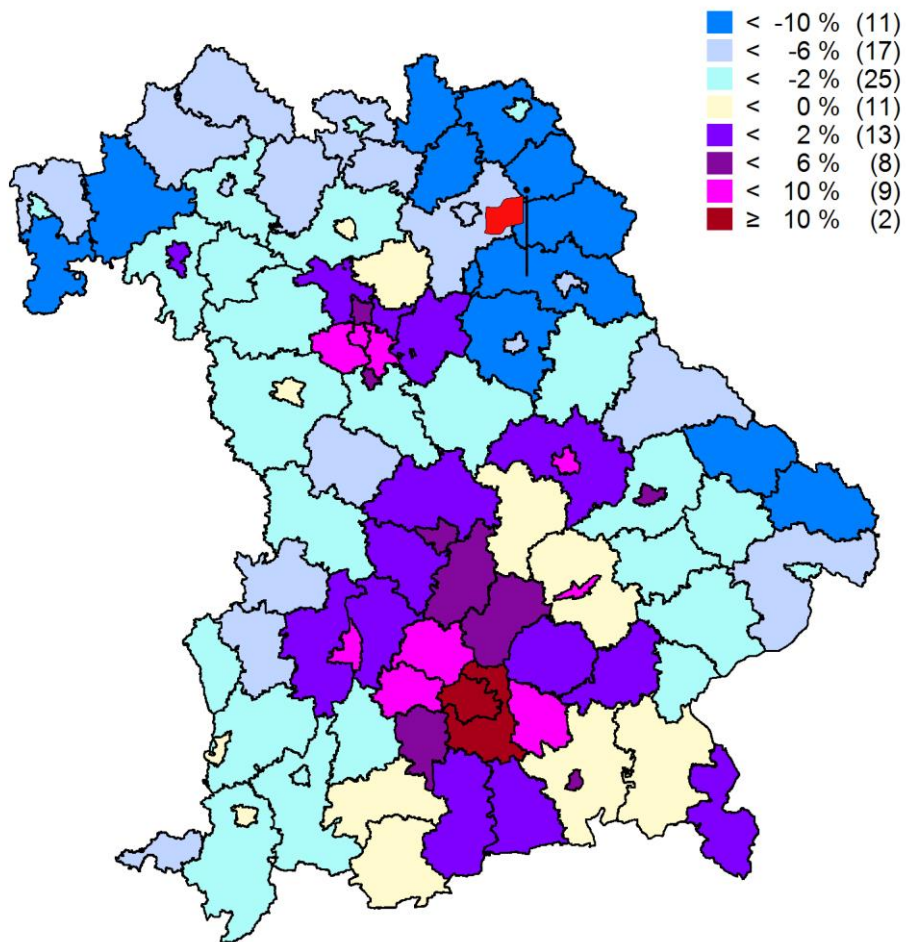 < -10 % (11)
< -6 % (17)
< -2 % (25)
< 0 % (11)
< 2 % (13)
< 6 % (8)
< 10 % (9)
≥ 10 % (2)